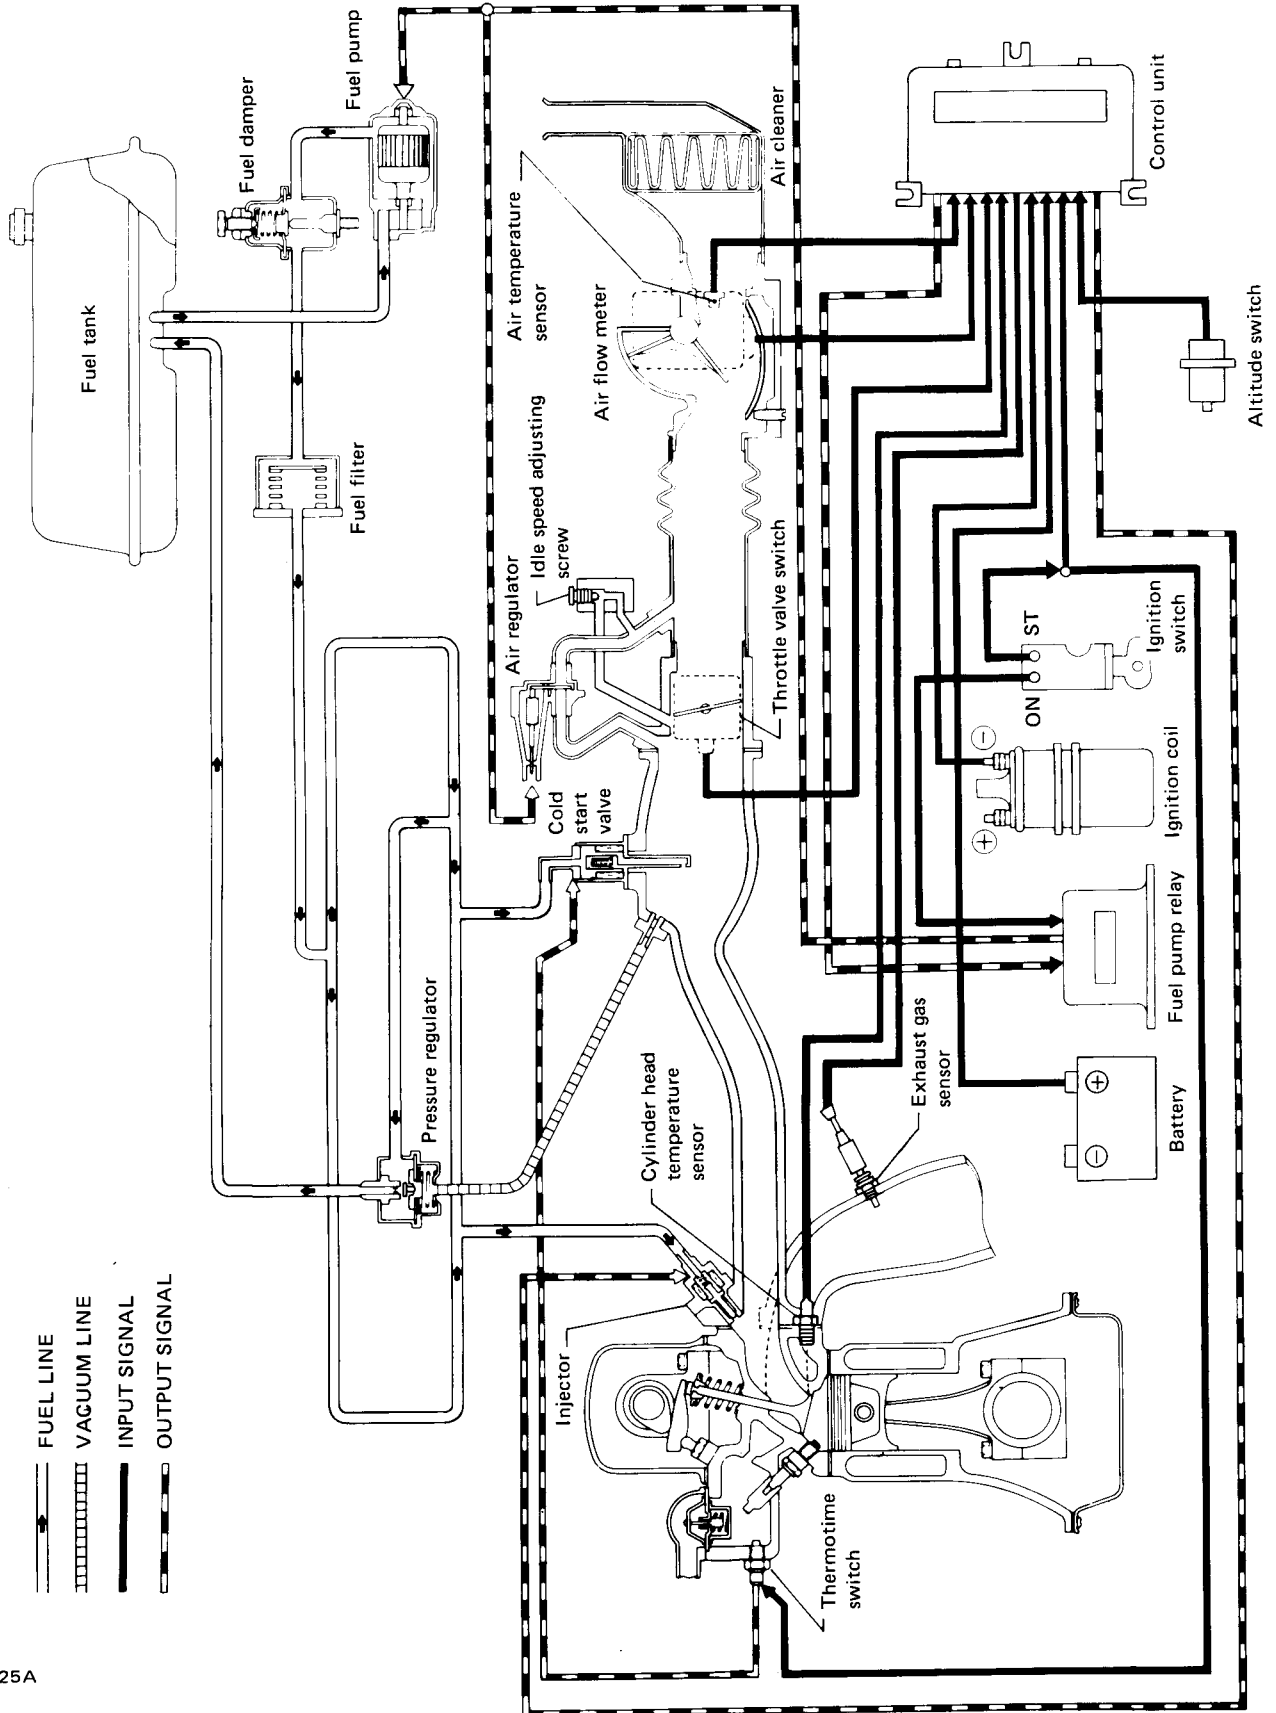 FUEL LINE
VACUUM LINE
INPUT SIGNAL
OUTPUT SIGNAL
Fuel tank
Fuel damper
Fuel pump
Fuel filter
Pressure regulator
Air temperature
sensor
Air cleaner
Air flow meter
Idle speed adjusting
screw
Air regulator
Throttle valve switch
Cold
start
valve
Cylinder head
temperature
sensor
Injector
Thermotime
switch
Exhaust gas
sensor
Control unit
Altitude switch
ON
ST
Ignition
switch
Ignition coil
+
−
Fuel pump relay
Battery
−
+
25A